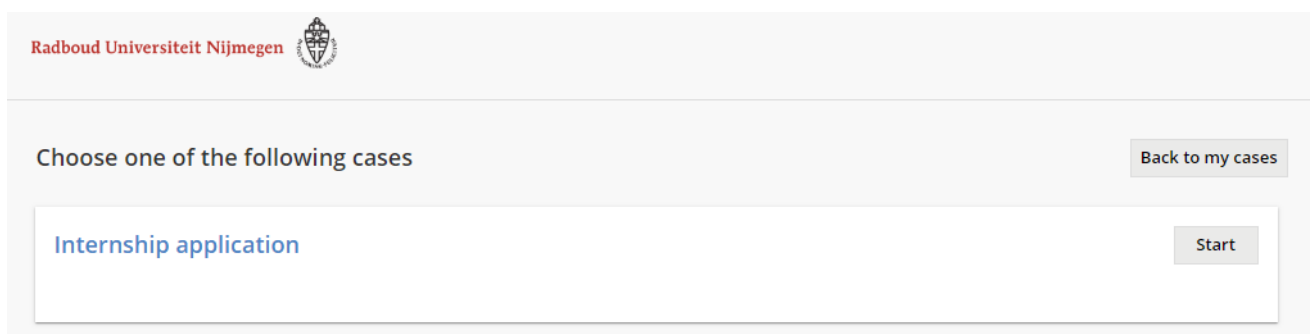 Radboud Universiteit Nijmegen
Choose one of the following cases
Back to my cases
Internship application
Start